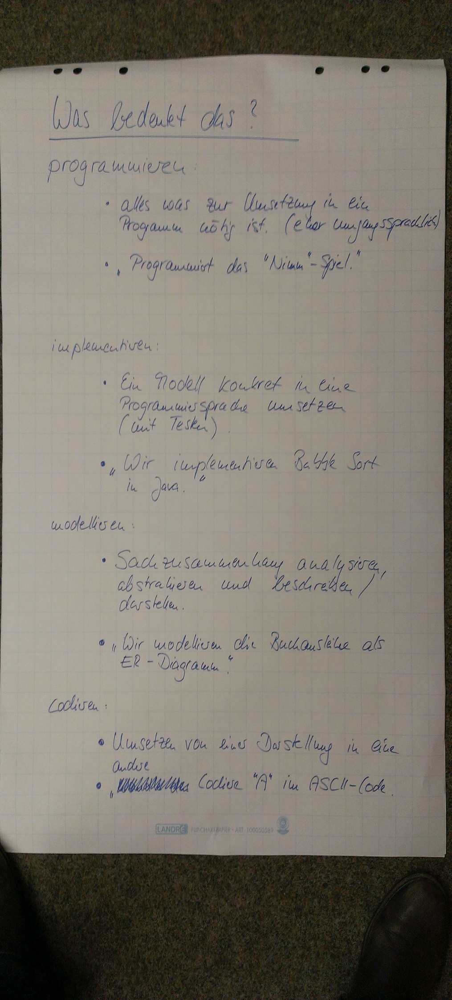 Was bedeutet das?
programmieren:
• alles was zur Umsetzung in ein
Programm nötig ist. (eher umgangssprachlich)
• „Programmiert das "Nimm"-Spiel."
implementieren:
• Ein Modell konkret in eine
Programmiersprache umsetzen
(mit Testen).
• „Wir implementieren Bubble Sort
in Java."
modellieren:
• Sachzusammenhang analysieren,
abstrahieren und beschreiben /
darstellen.
• „Wir modellieren die Buchausleihe als
ER-Diagramm."
Codieren:
• Umsetzen von einer Darstellung in eine
andere
• „ Codiere "A" im ASCII-Code.
LANDRÉ FLIPCHARTPAPIER • ART. 100050589